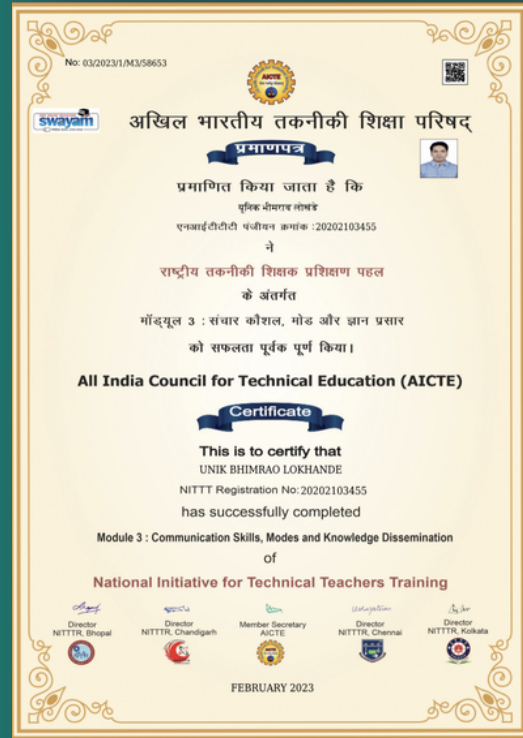 No: 03/2023/1/M3/58653
AICTE
swayam
अखिल भारतीय तकनीकी शिक्षा परिषद्
प्रमाणपत्र
प्रमाणित किया जाता है कि
यूनिक भीमराव लोखंडे
एनआईटीटीटी पंजीयन क्रमांक :20202103455
ने
राष्ट्रीय तकनीकी शिक्षक प्रशिक्षण पहल
के अंतर्गत
मॉड्यूल 3 : संचार कौशल, मोड और ज्ञान प्रसार
को सफलता पूर्वक पूर्ण किया।
All India Council for Technical Education (AICTE)
Certificate
This is to certify that
UNIK BHIMRAO LOKHANDE
NITTT Registration No: 20202103455
has successfully completed
Module 3 : Communication Skills, Modes and Knowledge Dissemination
of
National Initiative for Technical Teachers Training
Director
NITTTR, Bhopal
Director
NITTTR, Chandigarh
Member Secretary
AICTE
Director
NITTTR, Chennai
Director
NITTTR, Kolkata
FEBRUARY 2023